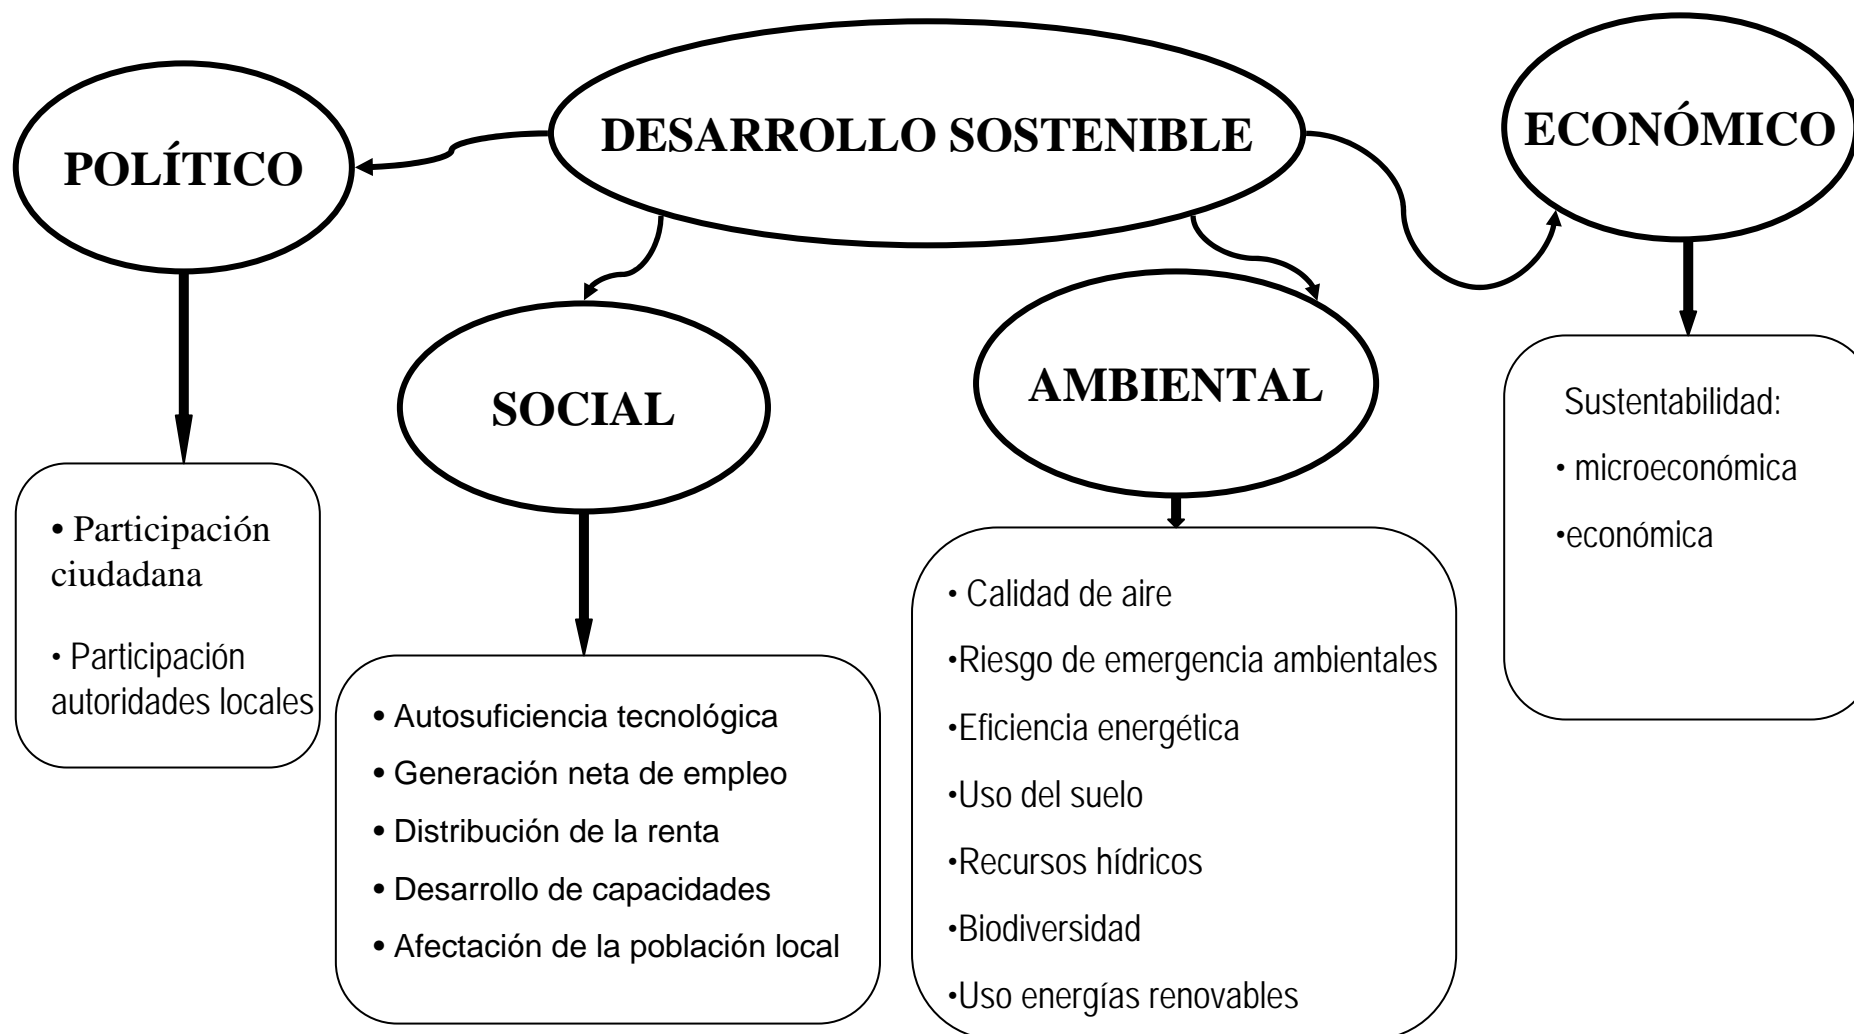 DESARROLLO SOSTENIBLE
POLÍTICO
• Participación
ciudadana
• Participación
autoridades locales
SOCIAL
• Autosuficiencia tecnológica
• Generación neta de empleo
• Distribución de la renta
• Desarrollo de capacidades
• Afectación de la población local
AMBIENTAL
• Calidad de aire
•Riesgo de emergencia ambientales
•Eficiencia energética
•Uso del suelo
•Recursos hídricos
•Biodiversidad
•Uso energías renovables
ECONÓMICO
Sustentabilidad:
• microeconómica
•económica